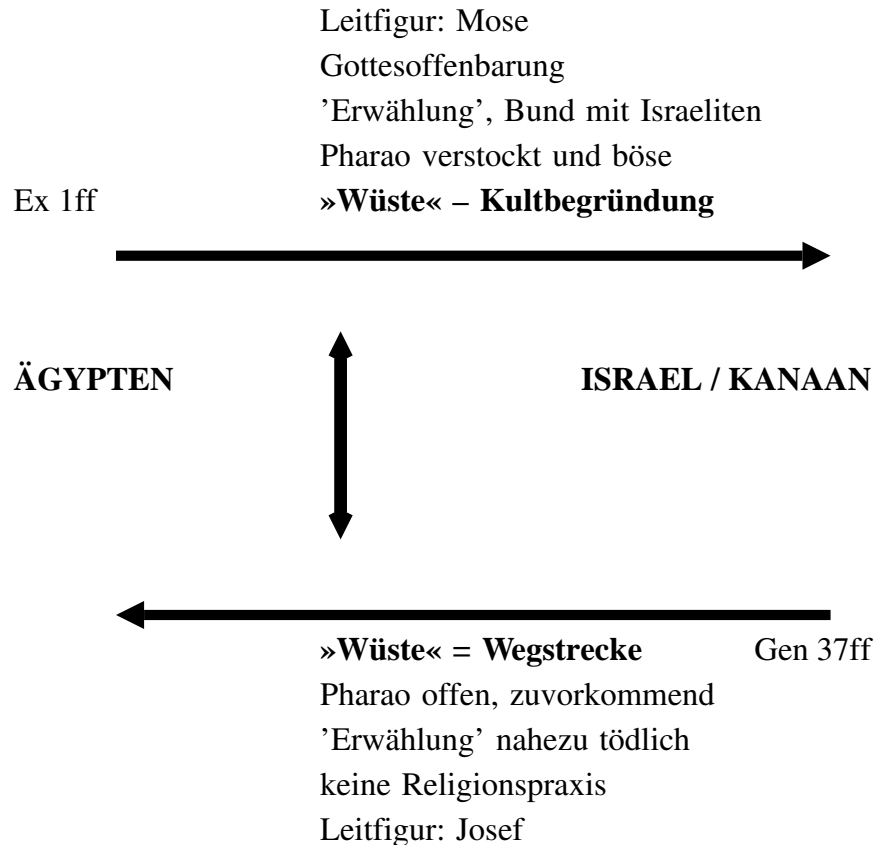 Leitfigur: Mose
Gottesoffenbarung
’Erwählung’, Bund mit Israeliten
Pharao verstockt und böse
Ex 1ff »Wüste« – Kultbegründung
ÄGYPTEN ISRAEL / KANAAN
»Wüste« = Wegstrecke Gen 37ff
Pharao offen, zuvorkommend
’Erwählung’ nahezu tödlich
keine Religionspraxis
Leitfigur: Josef